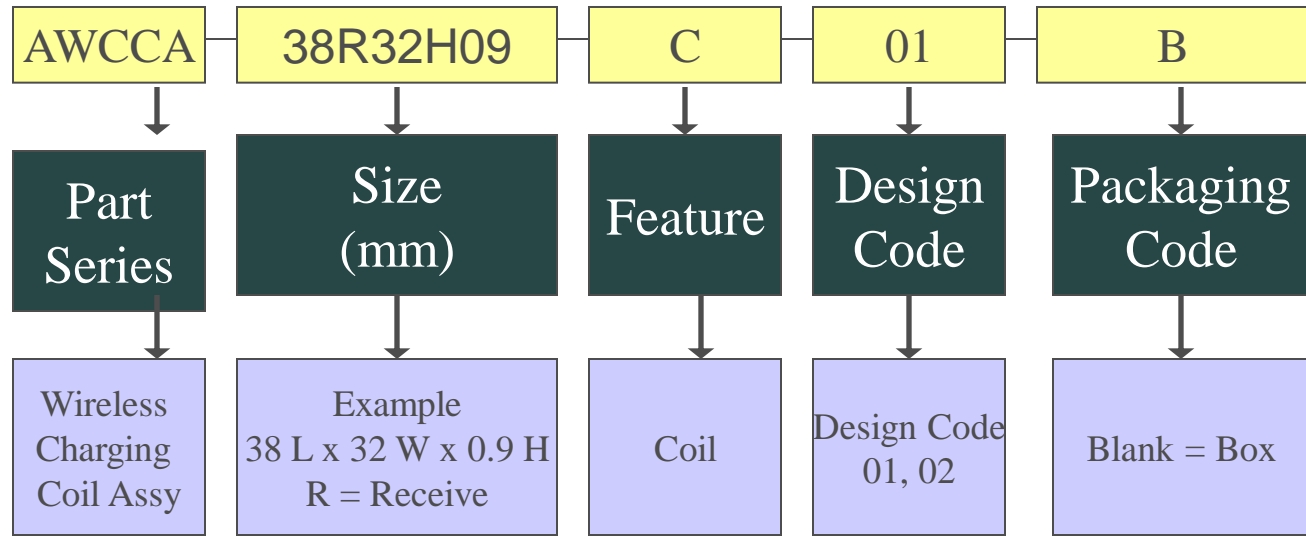 AWCCA
38R32H09
C
01
B
Part
Series
Size
(mm)
Feature
Design
Code
Packaging
Code
Wireless
Charging
Coil Assy
Example
38 L x 32 W x 0.9 H
R = Receive
Coil
Design Code
01, 02
Blank = Box